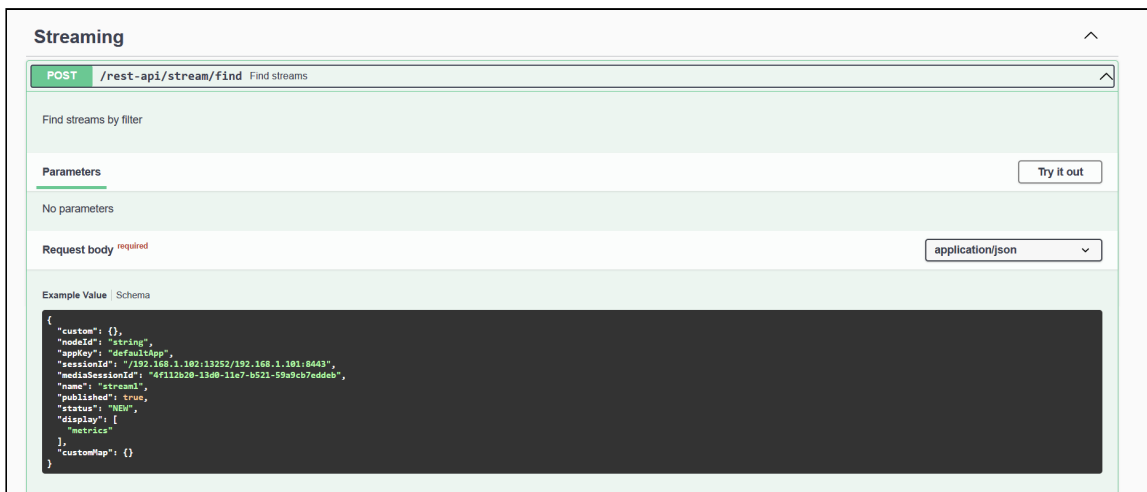 Streaming
POST /rest-api/stream/find Find streams
Find streams by filter
Parameters
Try it out
No parameters
Request body required
application/json
Example Value Schema
{
  "custom": {},
  "nodeId": "string",
  "appKey": "defaultApp",
  "sessionId": "/192.168.1.102:13252/192.168.1.101:8443",
  "mediaSessionId": "4f112b20-13d0-11e7-b521-59a9cb7eddeb",
  "name": "stream1",
  "published": true,
  "status": "NEW",
  "display": [
    "metrics"
  ],
  "customMap": {}
}